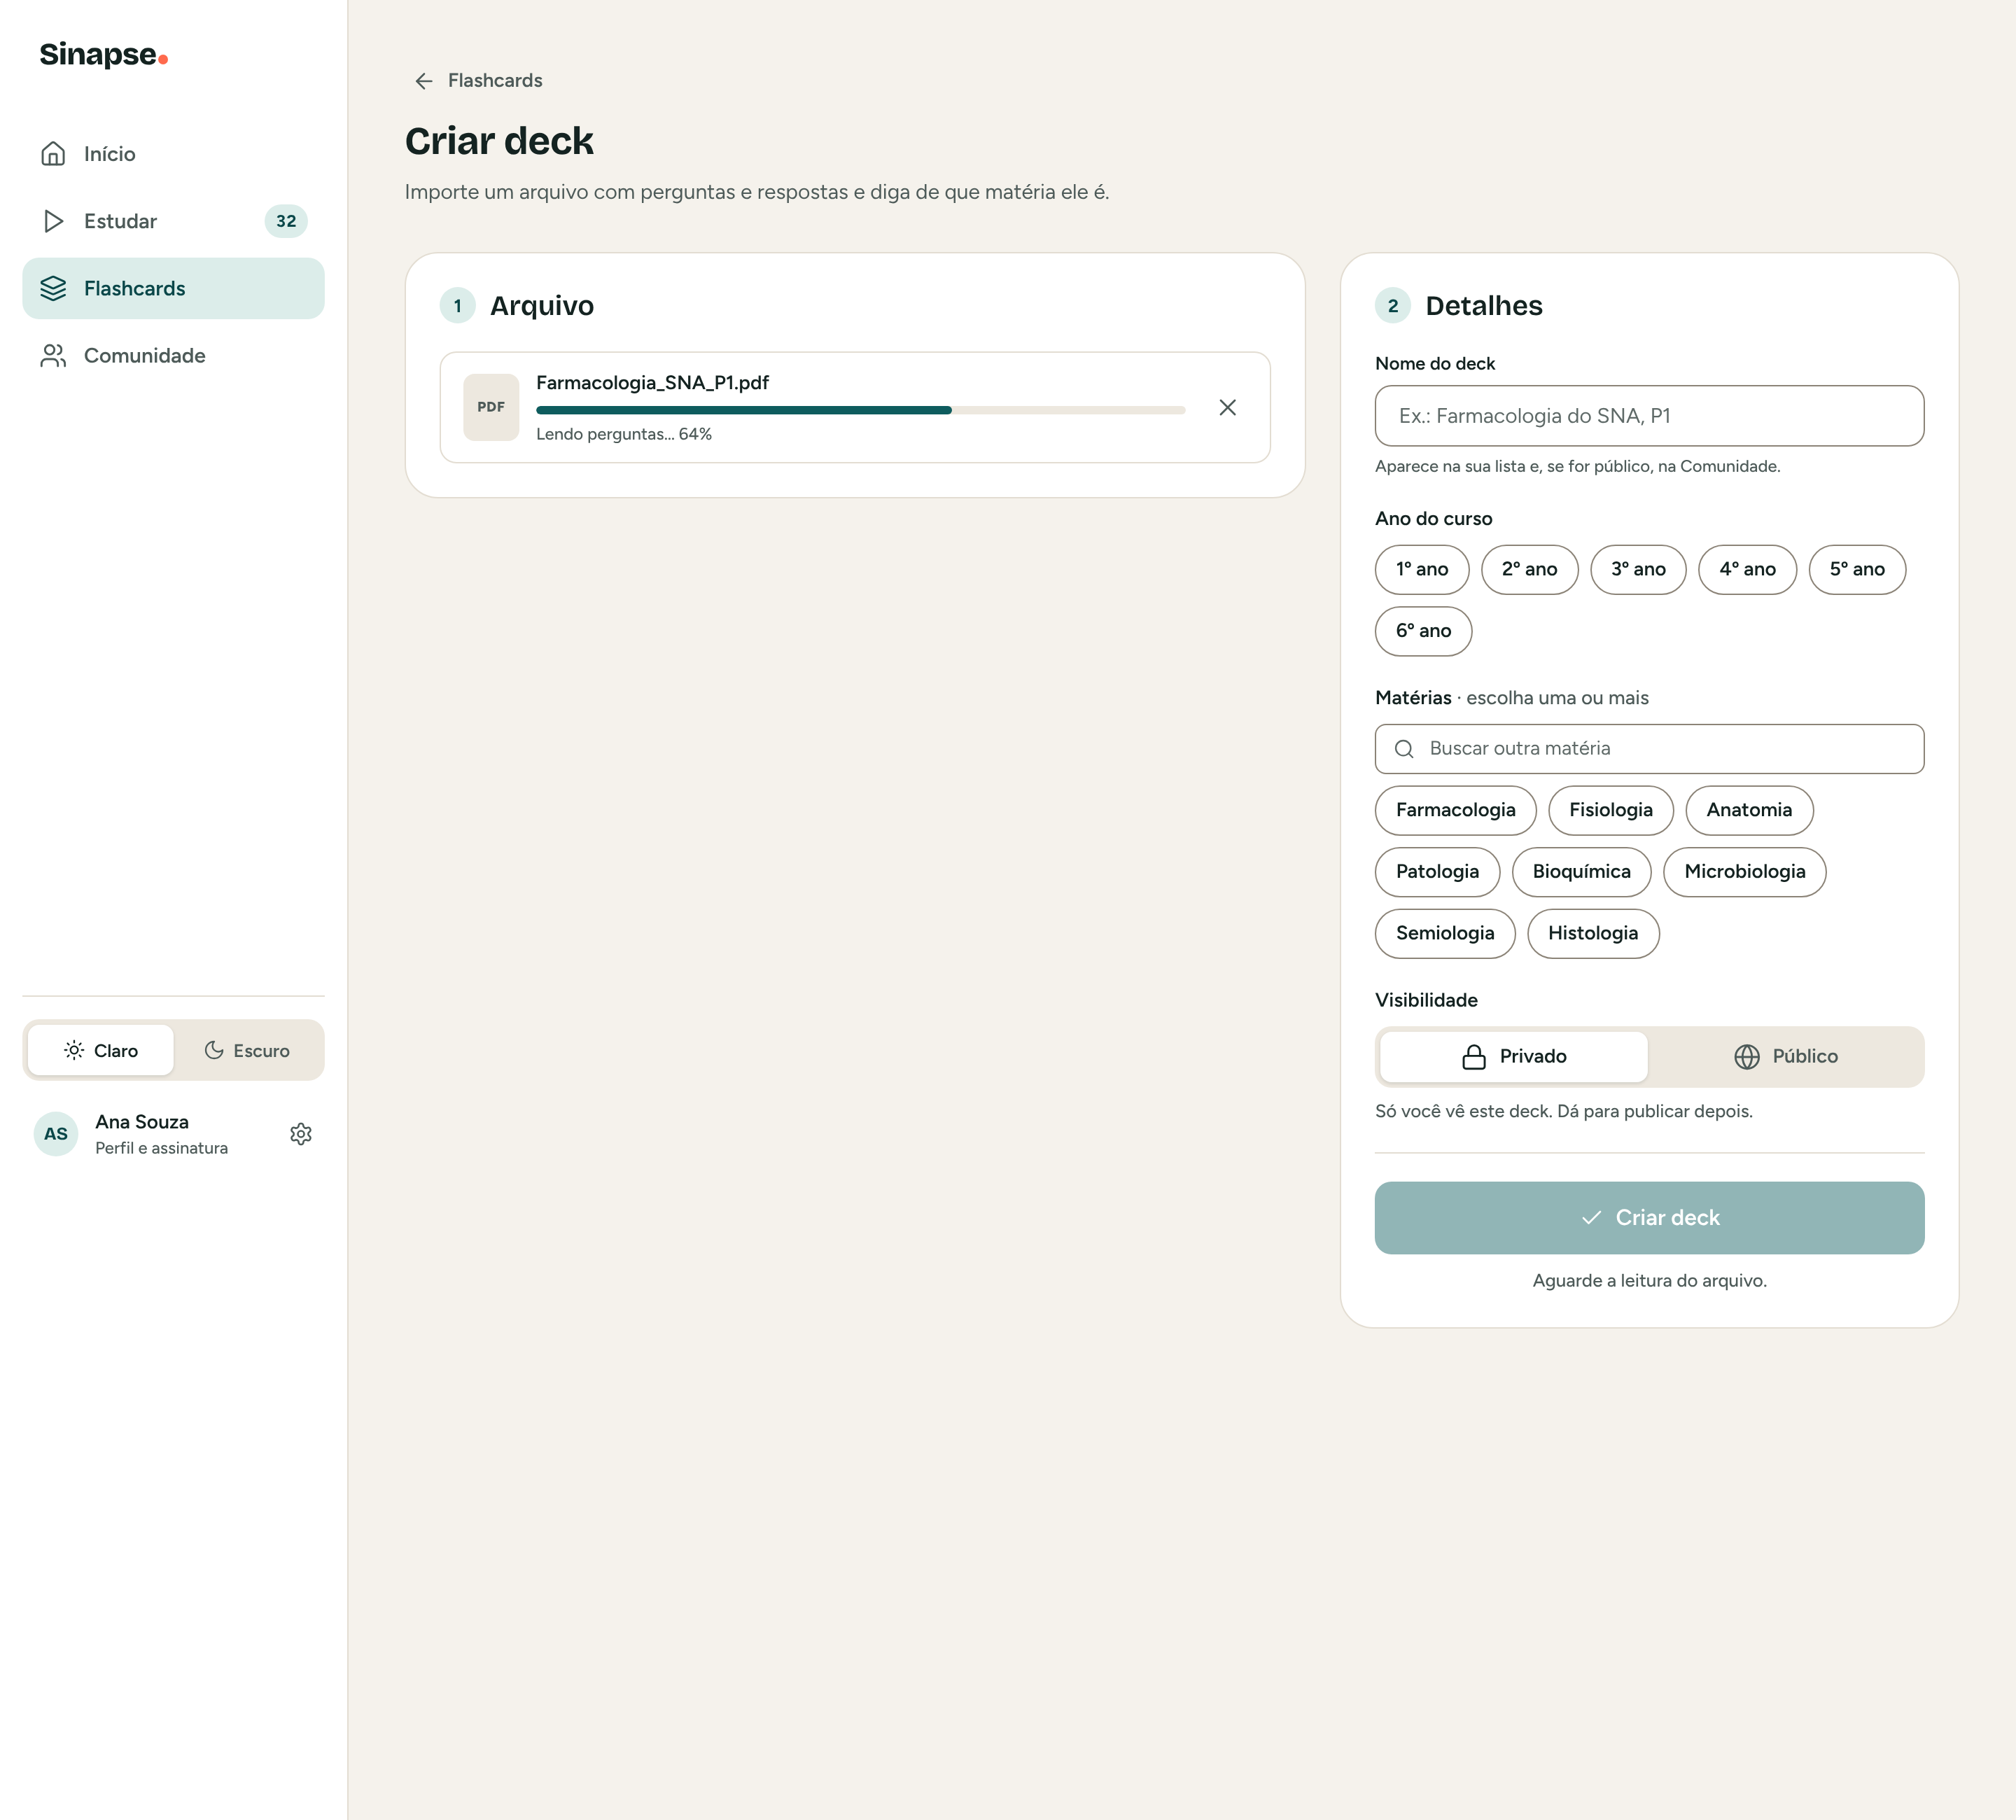 Sinapse.
Início
Estudar
32
Flashcards
Comunidade
Claro
Escuro
AS
Ana Souza
Perfil e assinatura
Flashcards
Criar deck
Importe um arquivo com perguntas e respostas e diga de que matéria ele é.
1
Arquivo
PDF
Farmacologia_SNA_P1.pdf
Lendo perguntas... 64%
2
Detalhes
Nome do deck
Ex.: Farmacologia do SNA, P1
Aparece na sua lista e, se for público, na Comunidade.
Ano do curso
1º ano
2º ano
3º ano
4º ano
5º ano
6º ano
Matérias · escolha uma ou mais
Buscar outra matéria
Farmacologia
Fisiologia
Anatomia
Patologia
Bioquímica
Microbiologia
Semiologia
Histologia
Visibilidade
Privado
Público
Só você vê este deck. Dá para publicar depois.
Criar deck
Aguarde a leitura do arquivo.